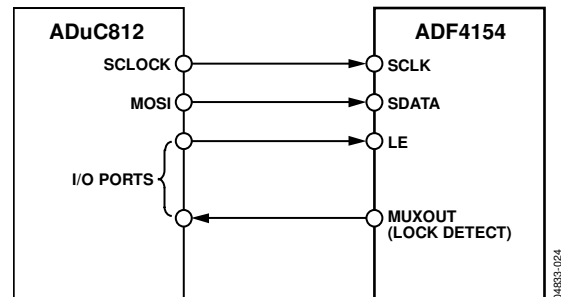 ADuC812
ADF4154
SCLOCK
SCLK
MOSI
SDATA
LE
I/O PORTS
MUXOUT
(LOCK DETECT)
04833-024